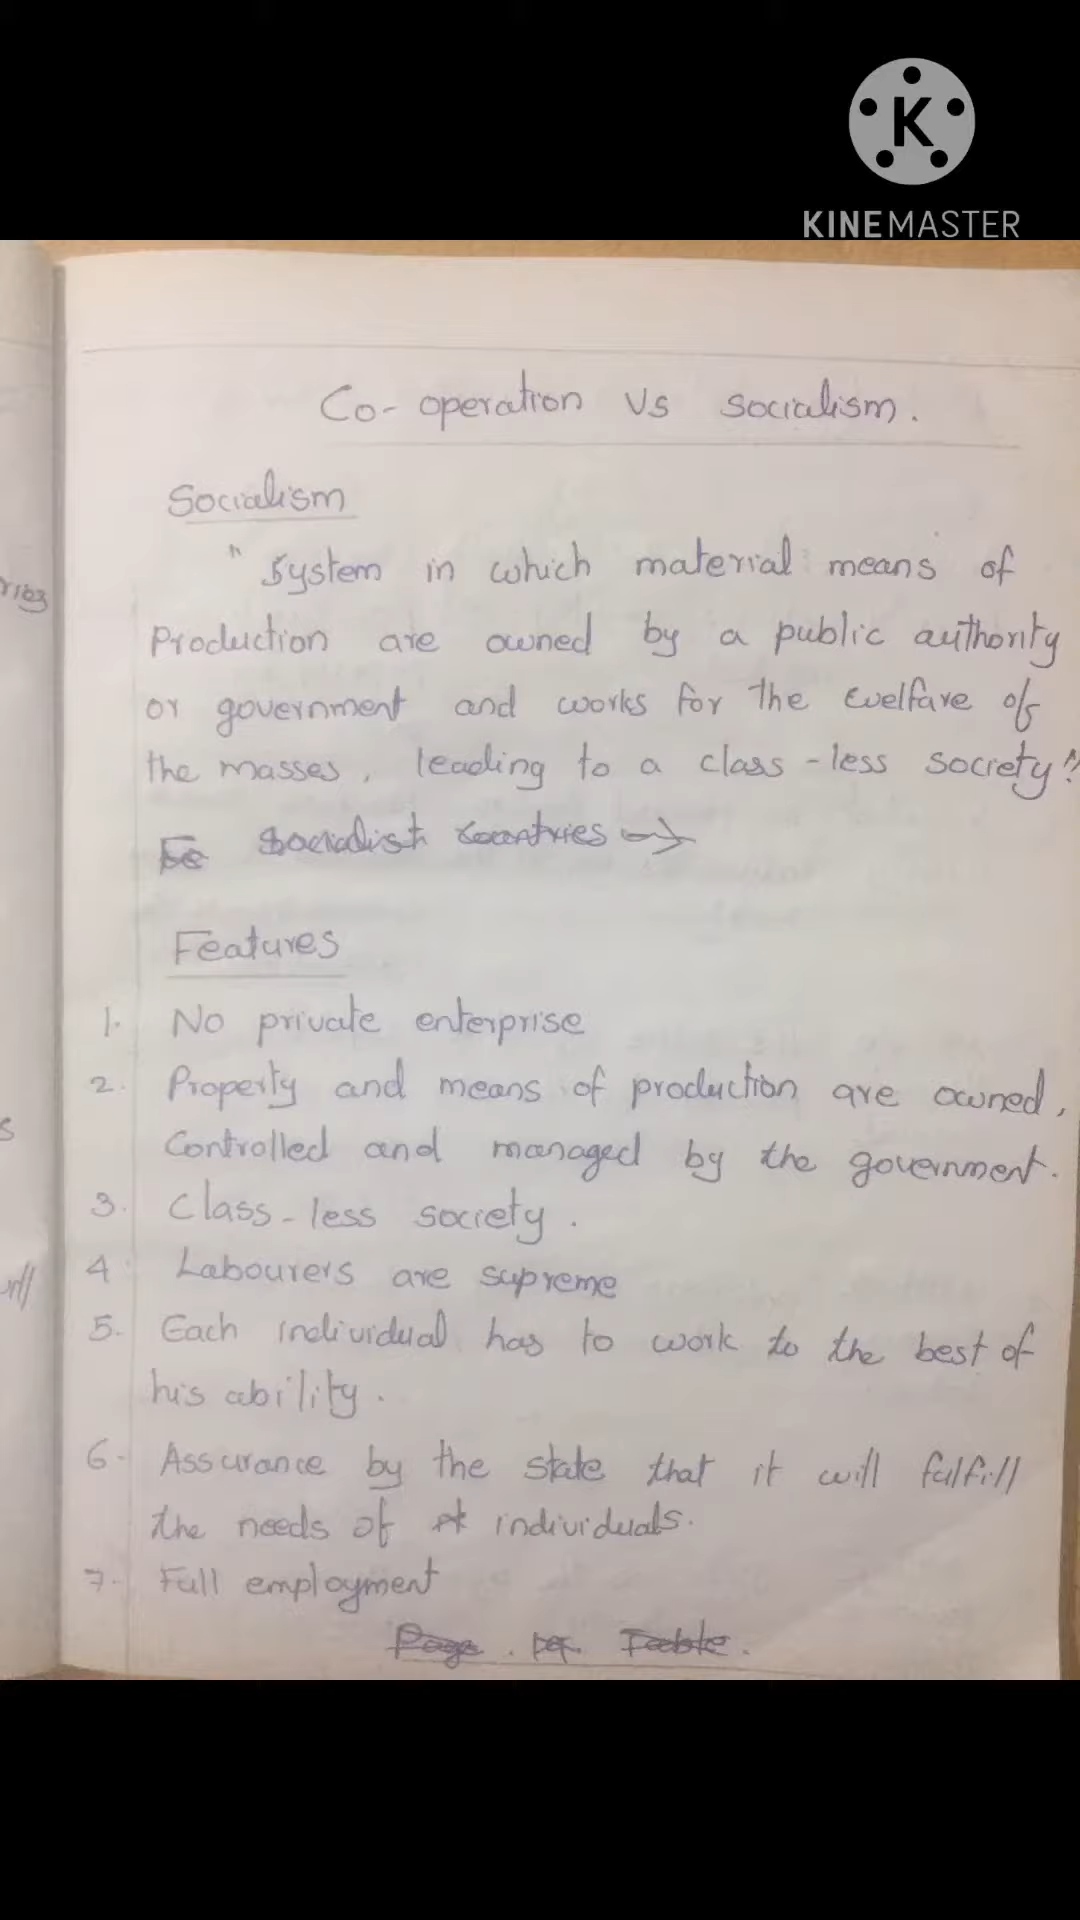 K
KINEMASTER
Co-operation vs socialism.
Socialism
"System in which material means of
Production are owned by a public authority
or government and works for the welfare of
the masses, leading to a class-less society".
Socialist Countries →
Features
1. No private enterprise
2. Property and means of production are owned,
Controlled and managed by the government.
3. Class-less society.
4. Labourers are supreme
5. Each individual has to work to the best of
his ability.
6. Assurance by the state that it will fulfill
the needs of individuals.
7. Full employment